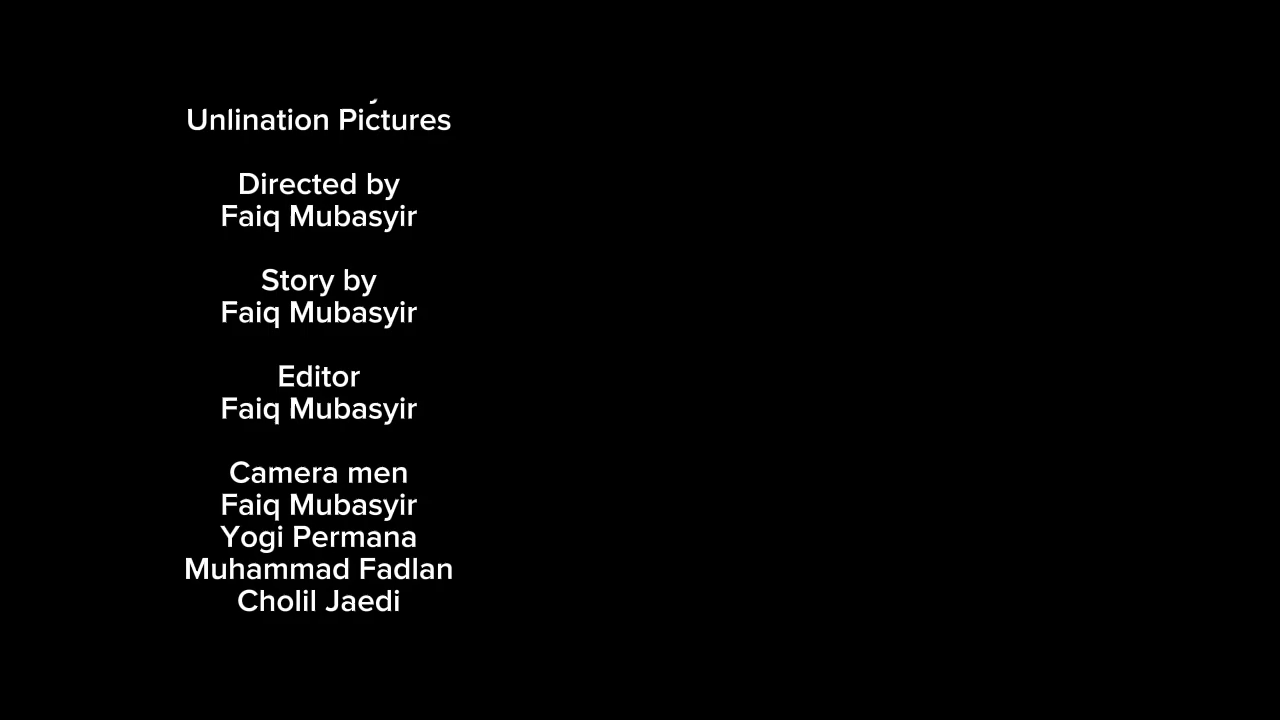 Unlination Pictures
Directed by
Faiq Mubasyir
Story by
Faiq Mubasyir
Editor
Faiq Mubasyir
Camera men
Faiq Mubasyir
Yogi Permana
Muhammad Fadlan
Cholil Jaedi